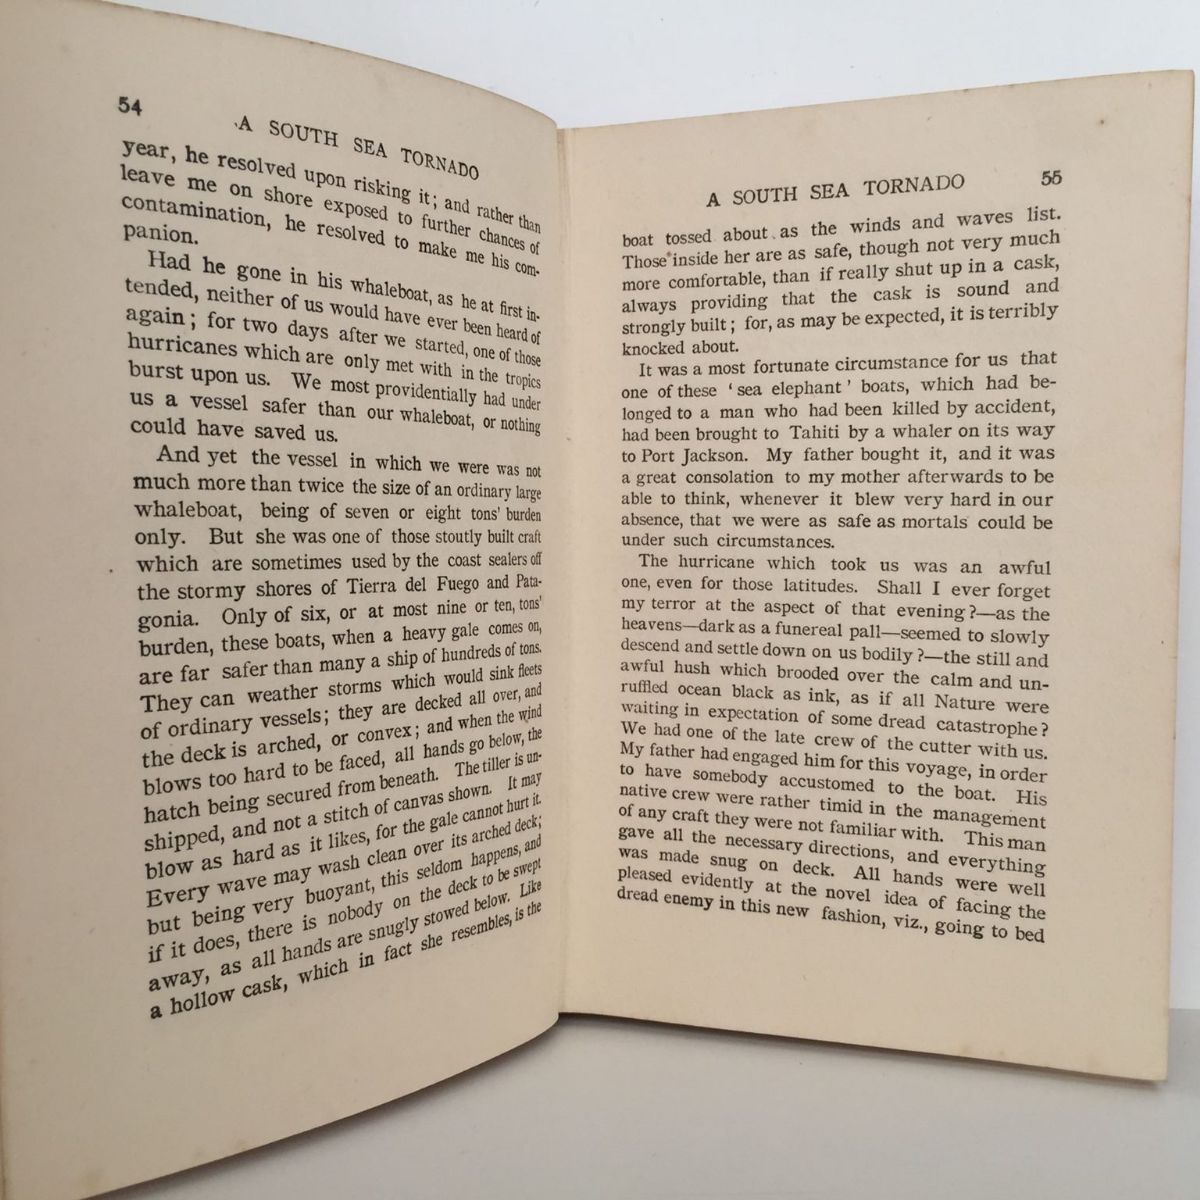 54
A SOUTH SEA TORNADO
year, he resolved upon risking it; and rather than
leave me on shore exposed to further chances of
contamination, he resolved to make me his com-
panion.
Had he gone in his whaleboat, as he at first in-
tended, neither of us would have ever been heard of
again; for two days after we started, one of those
hurricanes which are only met with in the tropics
burst upon us. We most providentially had under
us a vessel safer than our whaleboat, or nothing
could have saved us.
And yet the vessel in which we were was not
much more than twice the size of an ordinary large
whaleboat, being of seven or eight tons' burden
only. But she was one of those stoutly built craft
which are sometimes used by the coast sealers off
the stormy shores of Tierra del Fuego and Pata-
gonia. Only of six, or at most nine or ten, tons'
burden, these boats, when a heavy gale comes on,
are far safer than many a ship of hundreds of tons.
They can weather storms which would sink fleets
of ordinary vessels; they are decked all over, and
the deck is arched, or convex; and when the wind
blows too hard to be faced, all hands go below, the
hatch being secured from beneath. The tiller is un-
shipped, and not a stitch of canvas shown. It may
blow as hard as it likes, for the gale cannot hurt it.
Every wave may wash clean over its arched deck;
but being very buoyant, this seldom happens, and
if it does, there is nobody on the deck to be swept
away, as all hands are snugly stowed below. Like
a hollow cask, which in fact she resembles, is the
A SOUTH SEA TORNADO 55
boat tossed about as the winds and waves list.
Those inside her are as safe, though not very much
more comfortable, than if really shut up in a cask,
always providing that the cask is sound and
strongly built; for, as may be expected, it is terribly
knocked about.
It was a most fortunate circumstance for us that
one of these 'sea elephant' boats, which had be-
longed to a man who had been killed by accident,
had been brought to Tahiti by a whaler on its way
to Port Jackson. My father bought it, and it was
a great consolation to my mother afterwards to be
able to think, whenever it blew very hard in our
absence, that we were as safe as mortals could be
under such circumstances.
The hurricane which took us was an awful
one, even for those latitudes. Shall I ever forget
my terror at the aspect of that evening?—as the
heavens—dark as a funereal pall—seemed to slowly
descend and settle down on us bodily?—the still and
awful hush which brooded over the calm and un-
ruffled ocean black as ink, as if all Nature were
waiting in expectation of some dread catastrophe?
We had one of the late crew of the cutter with us.
My father had engaged him for this voyage, in order
to have somebody accustomed to the boat. His
native crew were rather timid in the management
of any craft they were not familiar with. This man
gave all the necessary directions, and everything
was made snug on deck. All hands were well
pleased evidently at the novel idea of facing the
dread enemy in this new fashion, viz., going to bed